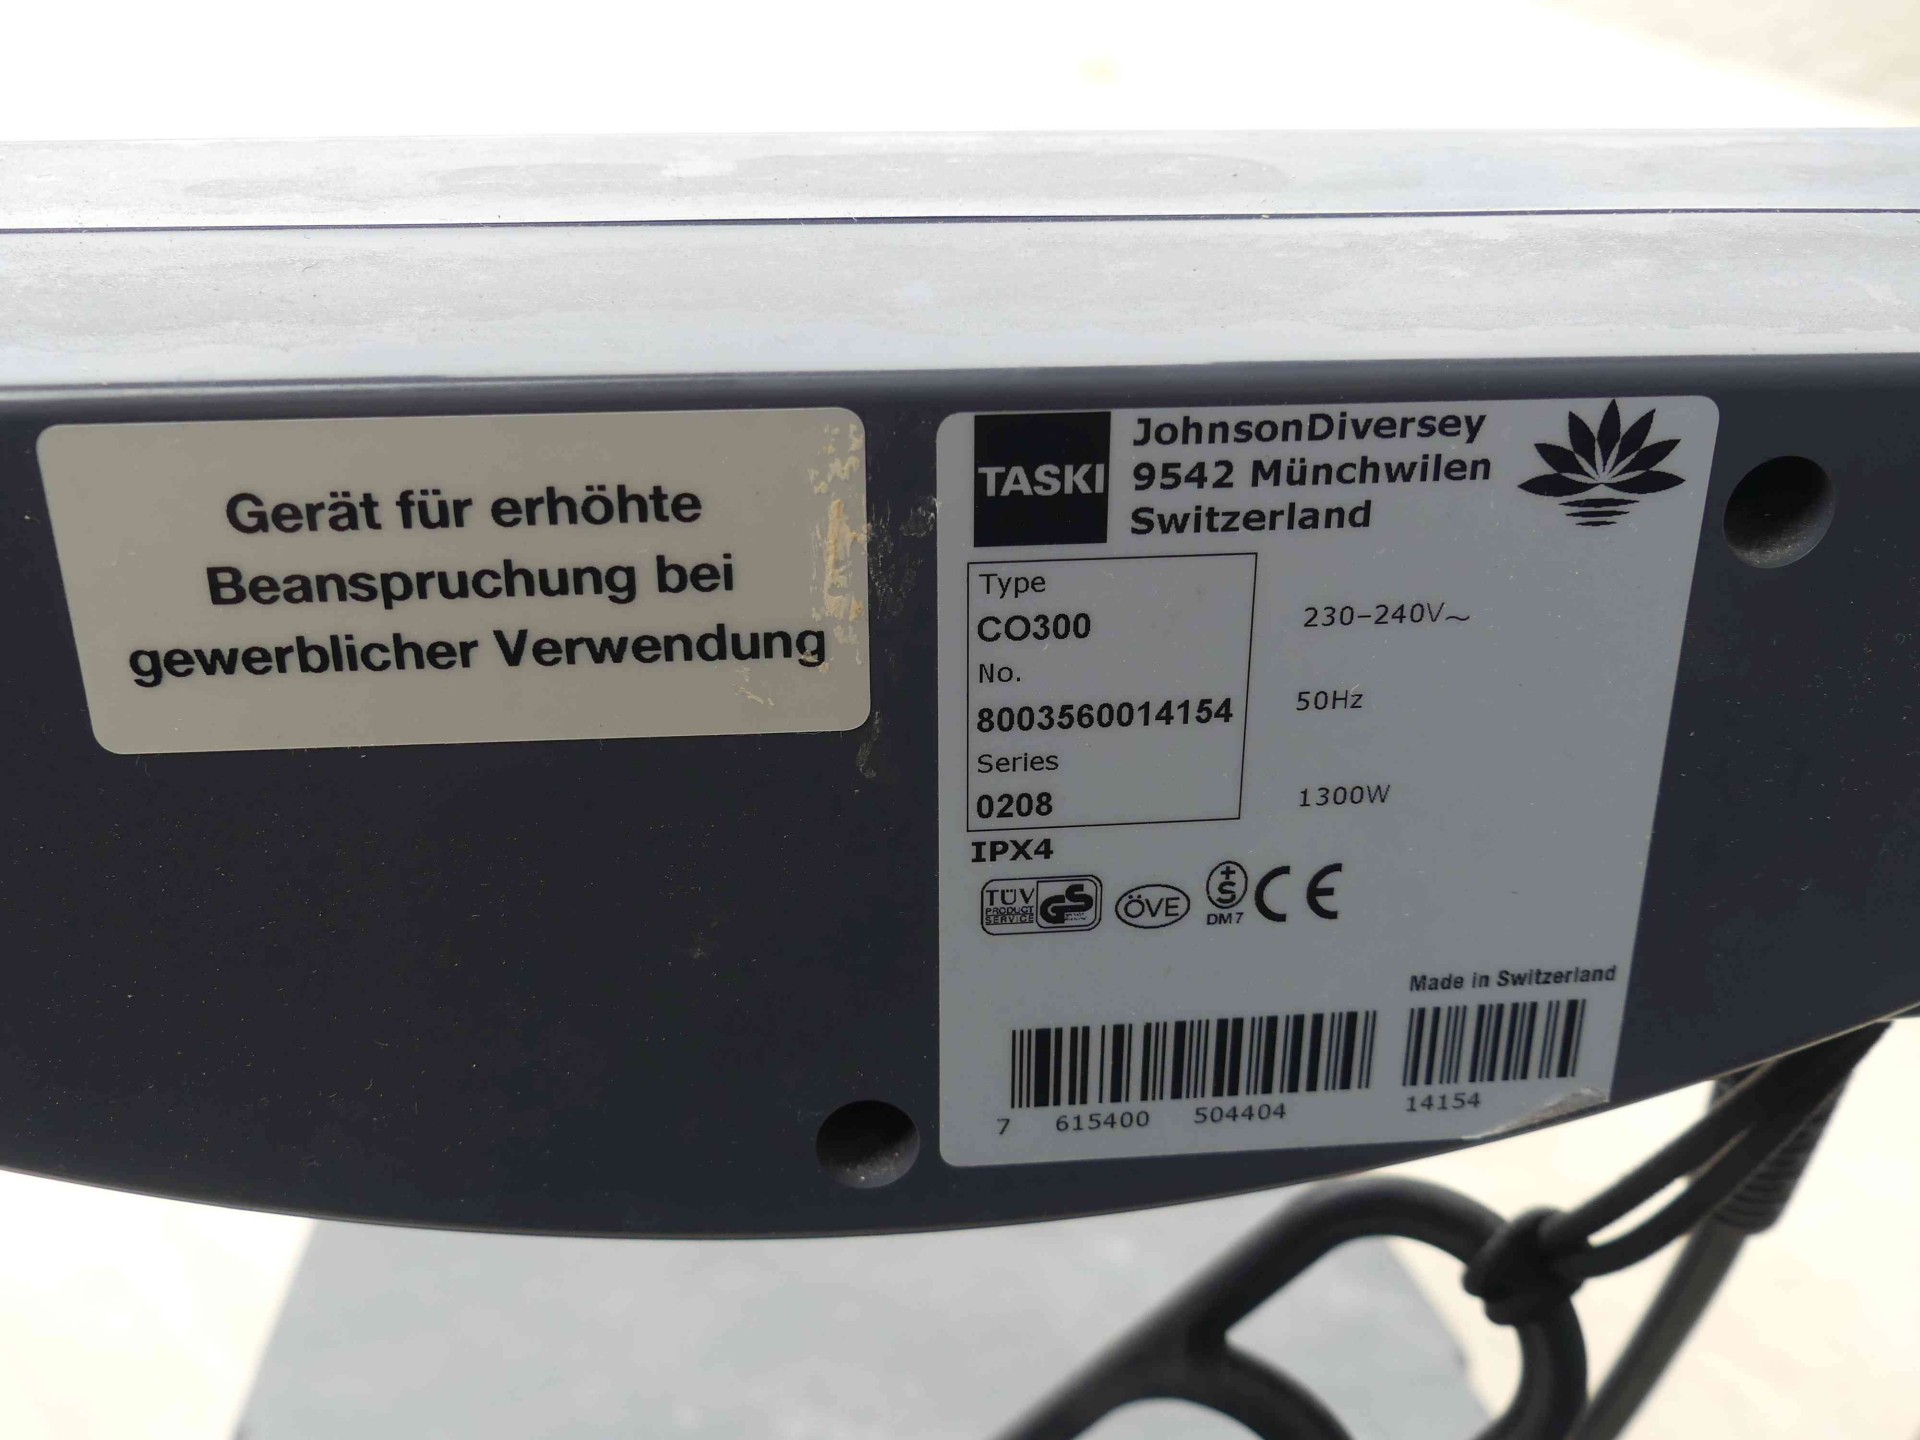 Gerät für erhöhte
Beanspruchung bei
gewerblicher Verwendung
TASKI
JohnsonDiversey
9542 Münchwilen
Switzerland
Type
CO300
No.
8003560014154
Series
0208
230-240V~
50Hz
1300W
IPX4
TÜV
PRODUCT
SERVICE
GS
ÖVE
+
S
DM7
CE
Made in Switzerland
7 615400 504404 14154